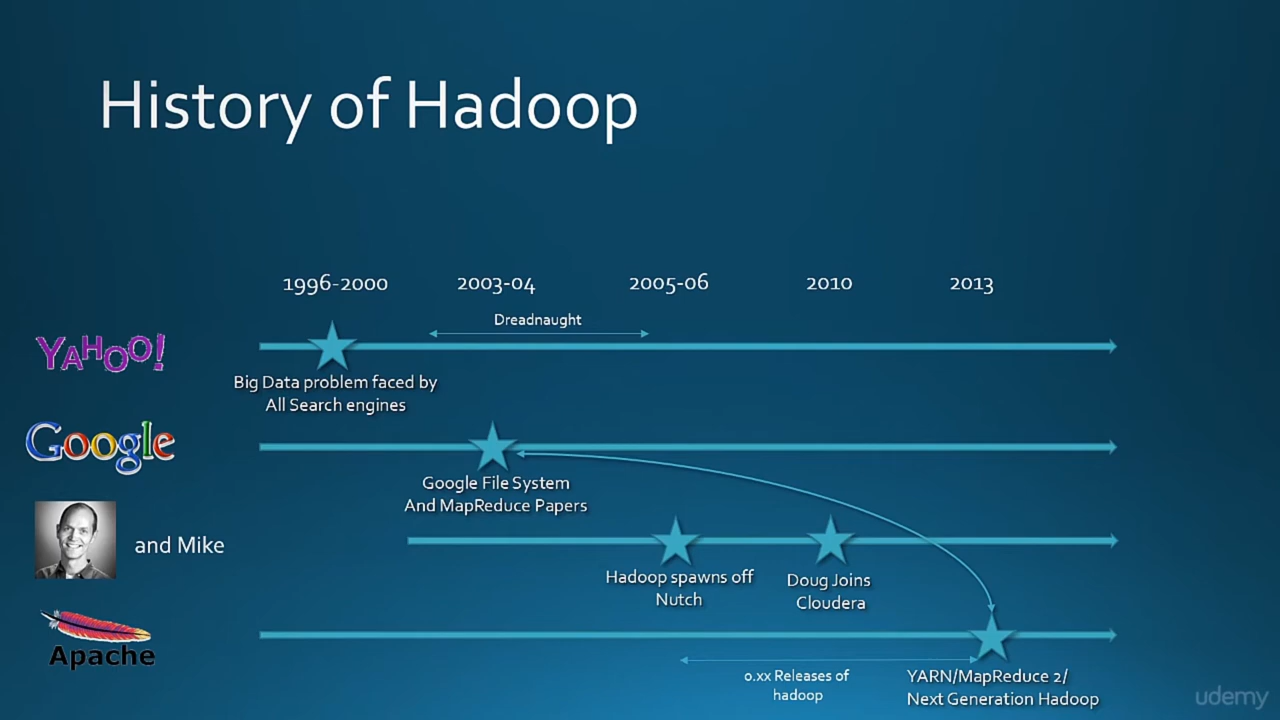 History of Hadoop
1996-2000
2003-04
2005-06
2010
2013
Dreadnaught
YAHOO!
Big Data problem faced by
All Search engines
Google
Google File System
And MapReduce Papers
and Mike
Hadoop spawns off
Nutch
Doug Joins
Cloudera
Apache
0.xx Releases of
hadoop
YARN/MapReduce 2/
Next Generation Hadoop
udemy